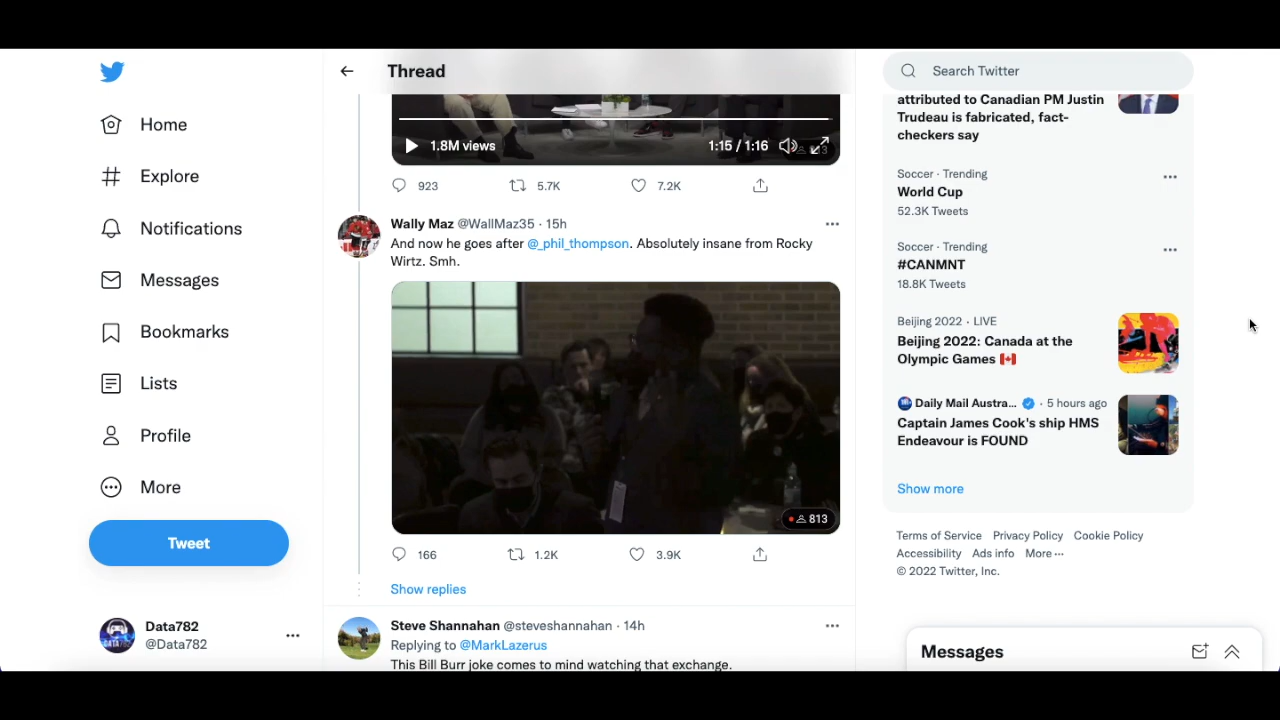 Home
Explore
Notifications
Messages
Bookmarks
Lists
Profile
More
Tweet
Data782
@Data782
Thread
1.8M views
1:15 / 1:16
923
5.7K
7.2K
Wally Maz @WallMaz35 · 15h
And now he goes after @_phil_thompson. Absolutely insane from Rocky
Wirtz. Smh.
813
166
1.2K
3.9K
Show replies
Steve Shannahan @steveshannahan · 14h
Replying to @MarkLazerus
This Bill Burr joke comes to mind watching that exchange.
Search Twitter
attributed to Canadian PM Justin
Trudeau is fabricated, fact-
checkers say
Soccer · Trending
World Cup
52.3K Tweets
Soccer · Trending
#CANMNT
18.8K Tweets
Beijing 2022 · LIVE
Beijing 2022: Canada at the
Olympic Games
Daily Mail Austra... · 5 hours ago
Captain James Cook's ship HMS
Endeavour is FOUND
Show more
Terms of Service Privacy Policy Cookie Policy
Accessibility Ads info More ···
© 2022 Twitter, Inc.
Messages